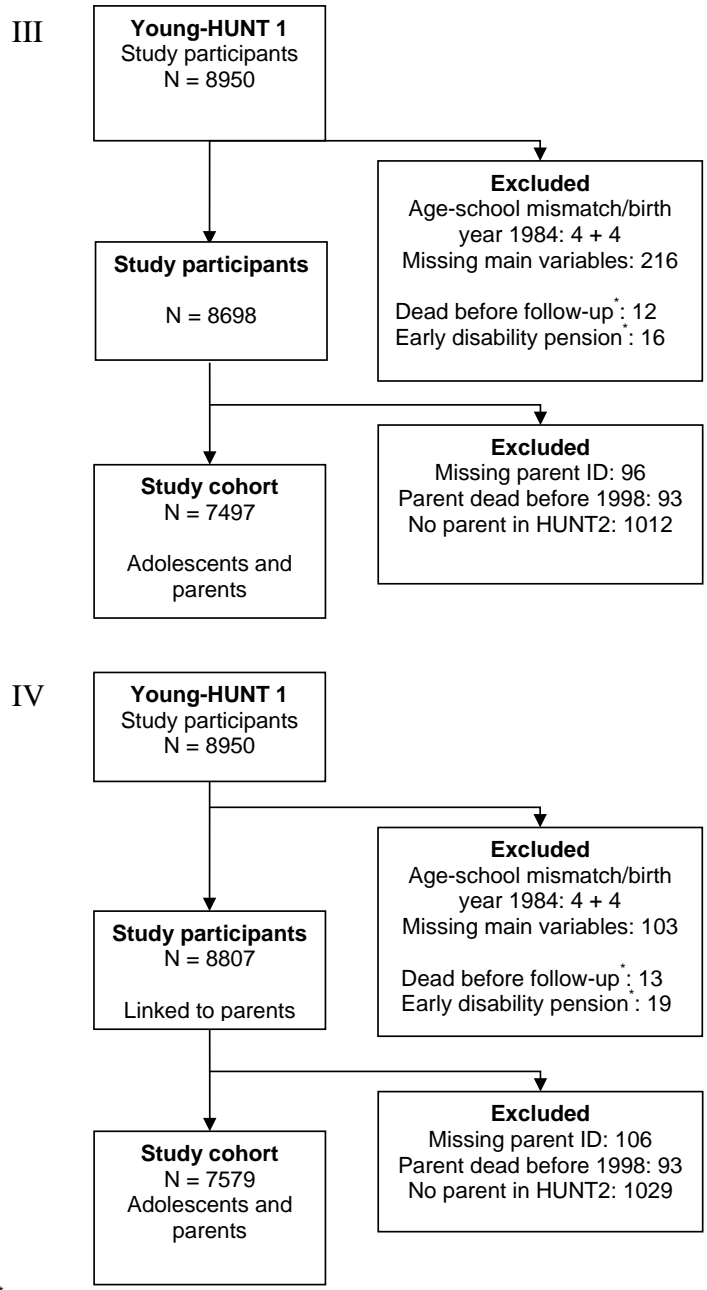 III
Young-HUNT 1
Study participants
N = 8950
Excluded
Age-school mismatch/birth
year 1984: 4 + 4
Missing main variables: 216
Dead before follow-up*: 12
Early disability pension*: 16
Study participants
N = 8698
Excluded
Missing parent ID: 96
Parent dead before 1998: 93
No parent in HUNT2: 1012
Study cohort
N = 7497
Adolescents and
parents
IV
Young-HUNT 1
Study participants
N = 8950
Excluded
Age-school mismatch/birth
year 1984: 4 + 4
Missing main variables: 103
Dead before follow-up*: 13
Early disability pension*: 19
Study participants
N = 8807
Linked to parents
Excluded
Missing parent ID: 106
Parent dead before 1998: 93
No parent in HUNT2: 1029
Study cohort
N = 7579
Adolescents and
parents